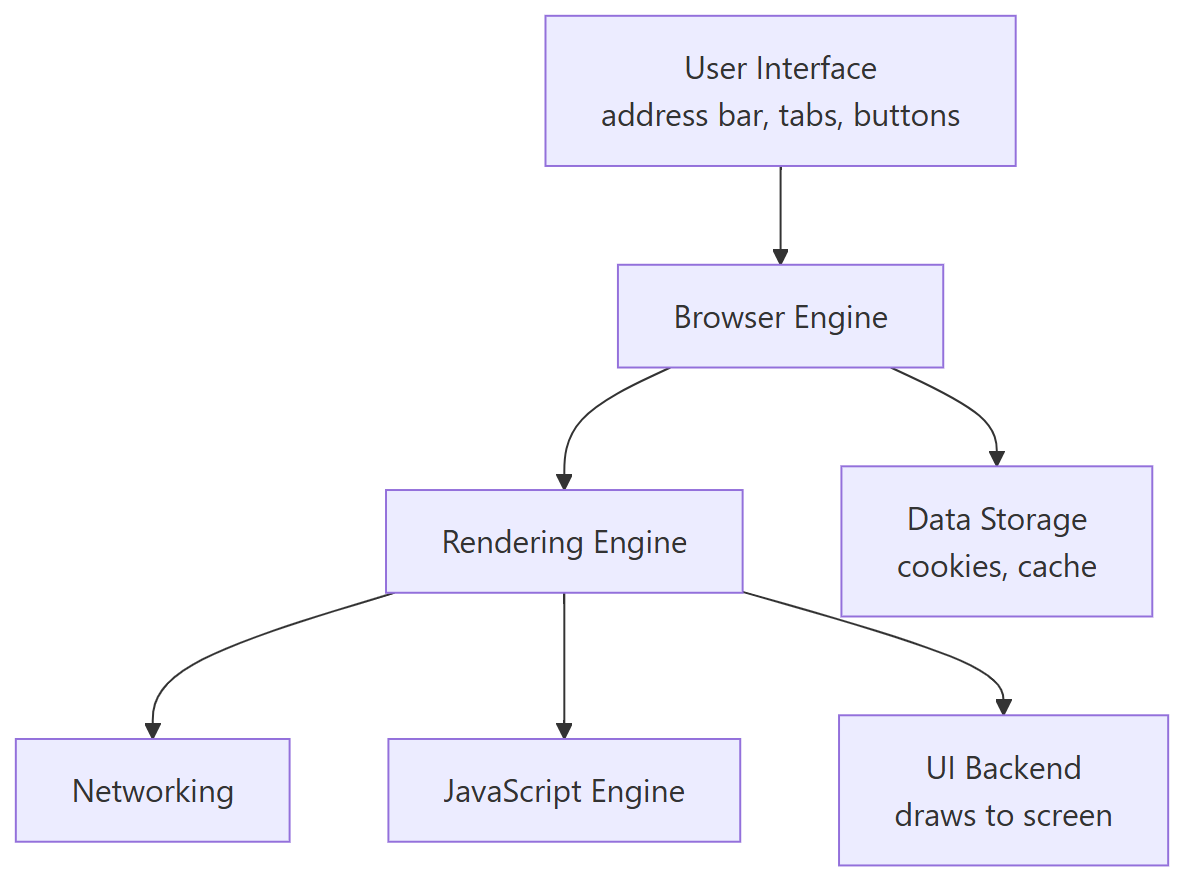 User Interface
address bar, tabs, buttons
Browser Engine
Rendering Engine
Data Storage
cookies, cache
Networking
JavaScript Engine
UI Backend
draws to screen